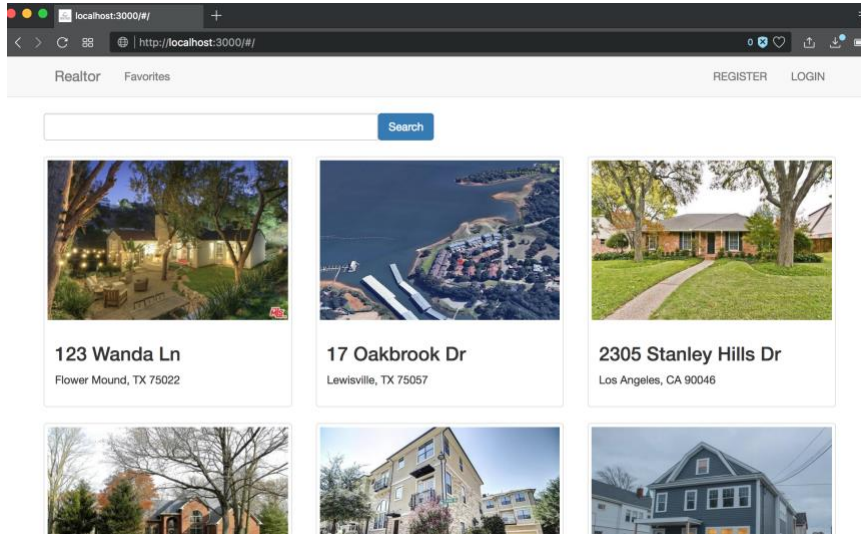 localhost:3000/#/
http://localhost:3000/#/
0
Realtor Favorites REGISTER LOGIN
Search
123 Wanda Ln
Flower Mound, TX 75022
17 Oakbrook Dr
Lewisville, TX 75057
2305 Stanley Hills Dr
Los Angeles, CA 90046